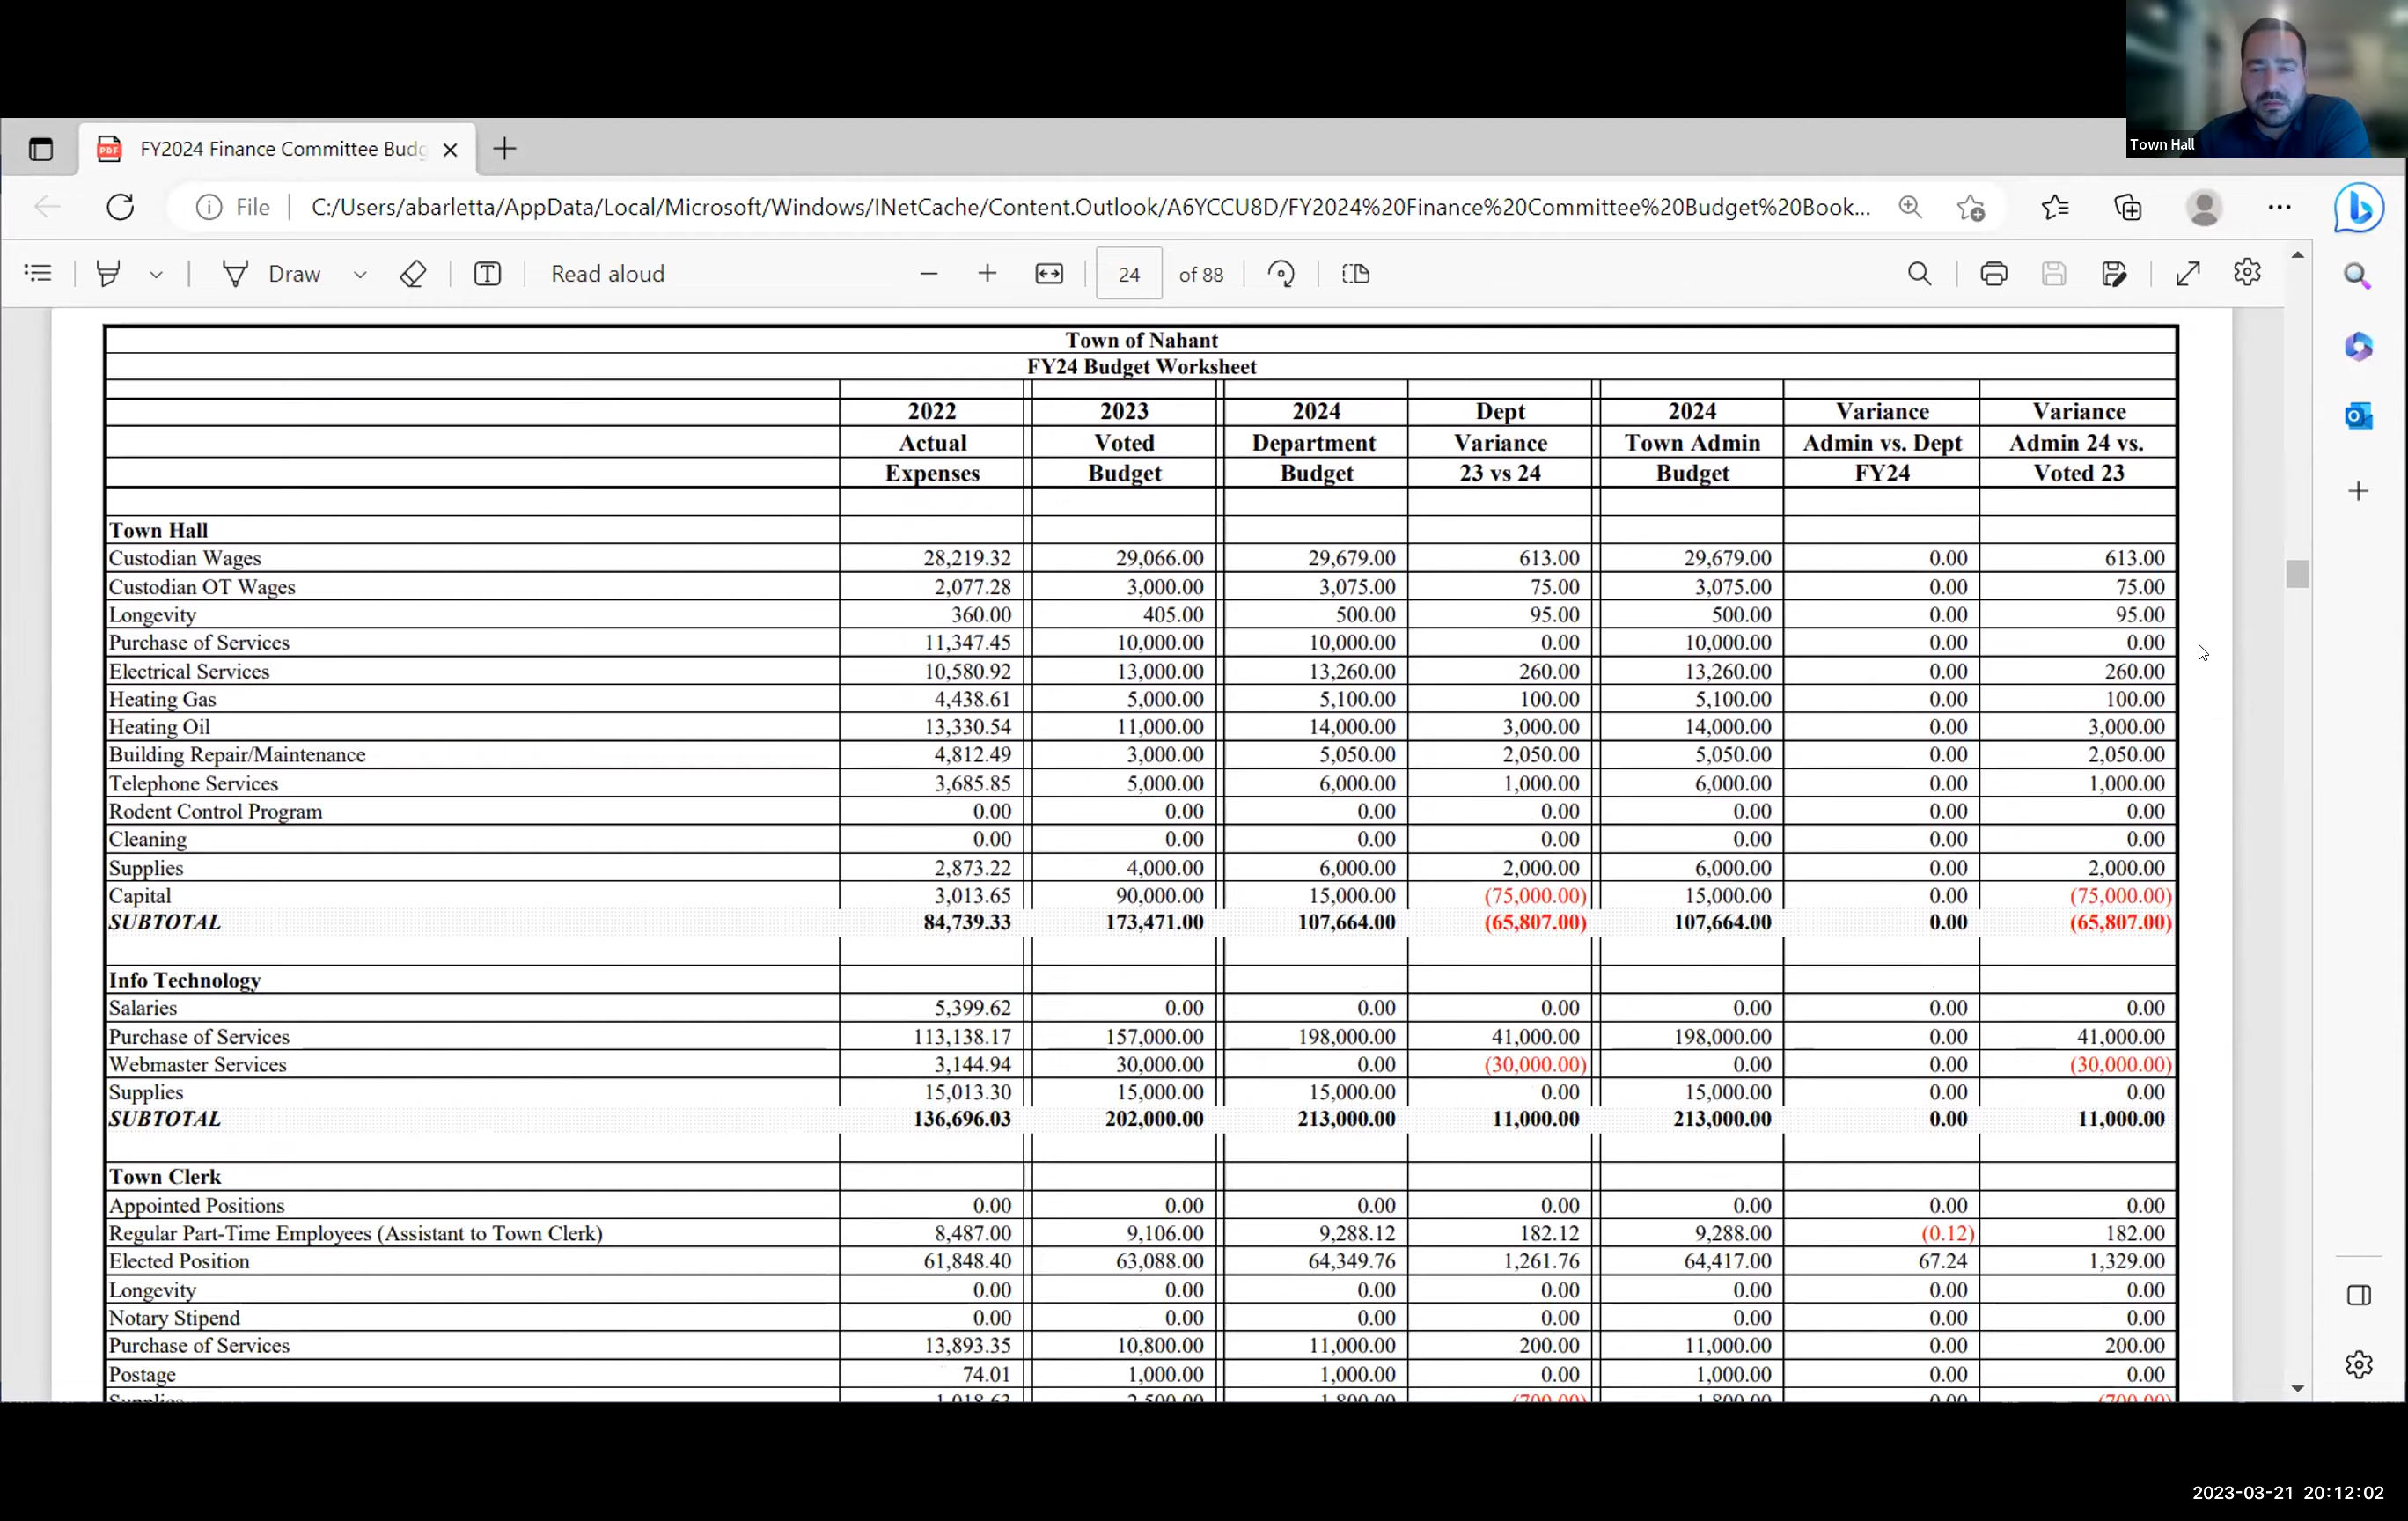 Town Hall
FY2024 Finance Committee Budg
File C:/Users/abarletta/AppData/Local/Microsoft/Windows/INetCache/Content.Outlook/A6YCCU8D/FY2024%20Finance%20Committee%20Budget%20Book...
Draw Read aloud 24 of 88
Town of Nahant
FY24 Budget Worksheet
2022 2023 2024 Dept 2024 Variance Variance
Actual Voted Department Variance Town Admin Admin vs. Dept Admin 24 vs.
Expenses Budget Budget 23 vs 24 Budget FY24 Voted 23
Town Hall
Custodian Wages 28,219.32 29,066.00 29,679.00 613.00 29,679.00 0.00 613.00
Custodian OT Wages 2,077.28 3,000.00 3,075.00 75.00 3,075.00 0.00 75.00
Longevity 360.00 405.00 500.00 95.00 500.00 0.00 95.00
Purchase of Services 11,347.45 10,000.00 10,000.00 0.00 10,000.00 0.00 0.00
Electrical Services 10,580.92 13,000.00 13,260.00 260.00 13,260.00 0.00 260.00
Heating Gas 4,438.61 5,000.00 5,100.00 100.00 5,100.00 0.00 100.00
Heating Oil 13,330.54 11,000.00 14,000.00 3,000.00 14,000.00 0.00 3,000.00
Building Repair/Maintenance 4,812.49 3,000.00 5,050.00 2,050.00 5,050.00 0.00 2,050.00
Telephone Services 3,685.85 5,000.00 6,000.00 1,000.00 6,000.00 0.00 1,000.00
Rodent Control Program 0.00 0.00 0.00 0.00 0.00 0.00 0.00
Cleaning 0.00 0.00 0.00 0.00 0.00 0.00 0.00
Supplies 2,873.22 4,000.00 6,000.00 2,000.00 6,000.00 0.00 2,000.00
Capital 3,013.65 90,000.00 15,000.00 (75,000.00) 15,000.00 0.00 (75,000.00)
SUBTOTAL 84,739.33 173,471.00 107,664.00 (65,807.00) 107,664.00 0.00 (65,807.00)
Info Technology
Salaries 5,399.62 0.00 0.00 0.00 0.00 0.00 0.00
Purchase of Services 113,138.17 157,000.00 198,000.00 41,000.00 198,000.00 0.00 41,000.00
Webmaster Services 3,144.94 30,000.00 0.00 (30,000.00) 0.00 0.00 (30,000.00)
Supplies 15,013.30 15,000.00 15,000.00 0.00 15,000.00 0.00 0.00
SUBTOTAL 136,696.03 202,000.00 213,000.00 11,000.00 213,000.00 0.00 11,000.00
Town Clerk
Appointed Positions 0.00 0.00 0.00 0.00 0.00 0.00 0.00
Regular Part-Time Employees (Assistant to Town Clerk) 8,487.00 9,106.00 9,288.12 182.12 9,288.00 (0.12) 182.00
Elected Position 61,848.40 63,088.00 64,349.76 1,261.76 64,417.00 67.24 1,329.00
Longevity 0.00 0.00 0.00 0.00 0.00 0.00 0.00
Notary Stipend 0.00 0.00 0.00 0.00 0.00 0.00 0.00
Purchase of Services 13,893.35 10,800.00 11,000.00 200.00 11,000.00 0.00 200.00
Postage 74.01 1,000.00 1,000.00 0.00 1,000.00 0.00 0.00
2023-03-21 20:12:02